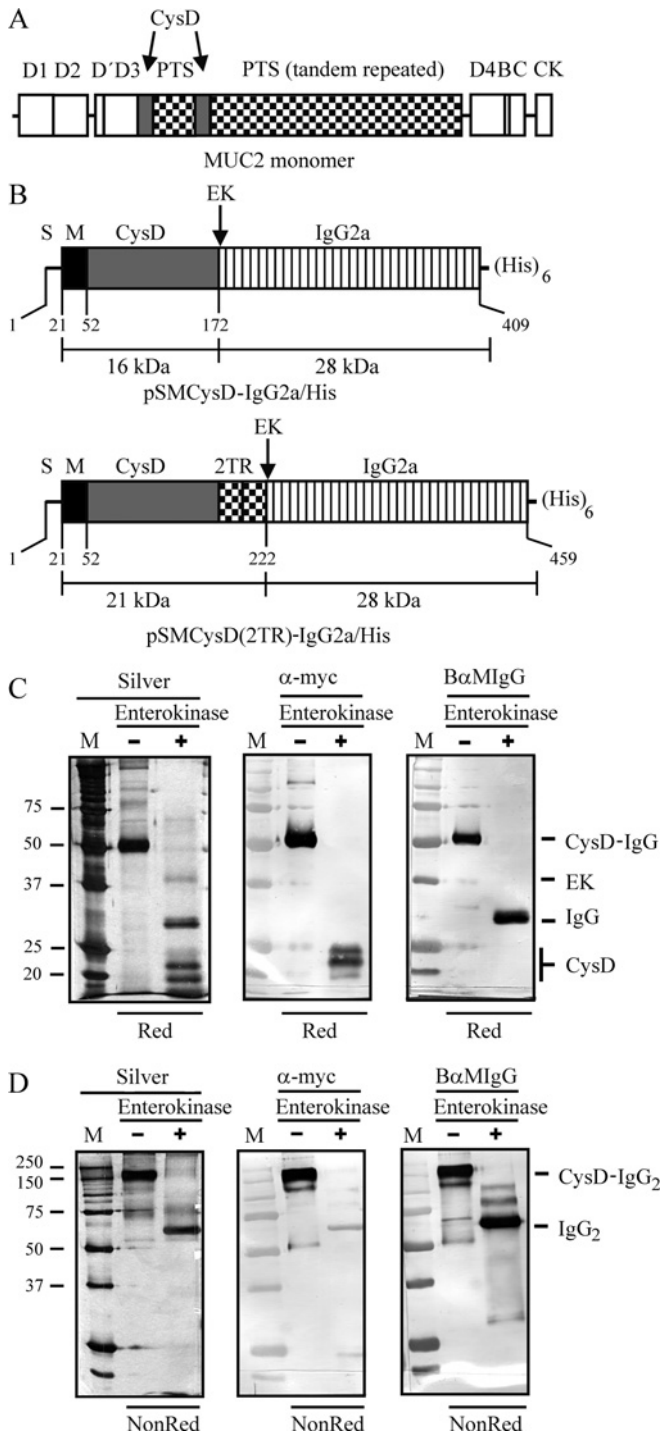 A
CysD
D1 D2 D´D3 PTS PTS (tandem repeated) D4BC CK
MUC2 monomer
B
EK
S M CysD IgG2a
(His)6
1 21 52 172 409
16 kDa 28 kDa
pSMCysD-IgG2a/His
EK
S M CysD 2TR IgG2a
(His)6
1 21 52 222 459
21 kDa 28 kDa
pSMCysD(2TR)-IgG2a/His
C
Silver α-myc BαMIgG
Enterokinase Enterokinase Enterokinase
M - + M - + M - +
75
50 CysD-IgG
37 EK
IgG
25
20 CysD
Red Red Red
D
Silver α-myc BαMIgG
Enterokinase Enterokinase Enterokinase
M - + M - + M - +
250
150 CysD-IgG2
75
IgG2
50
37
NonRed NonRed NonRed